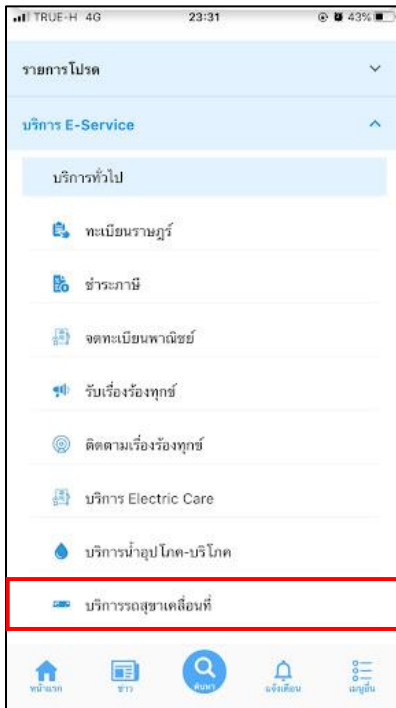 TRUE-H 4G 23:31 43%
รายการโปรด
บริการ E-Service
บริการทั่วไป
ทะเบียนราษฎร์
ชำระภาษี
จดทะเบียนพาณิชย์
รับเรื่องร้องทุกข์
ติดตามเรื่องร้องทุกข์
บริการ Electric Care
บริการน้ำอุปโภค-บริโภค
บริการรถสุขาเคลื่อนที่
หน้าแรก ข่าว ค้นหา แจ้งเตือน เมนูอื่น